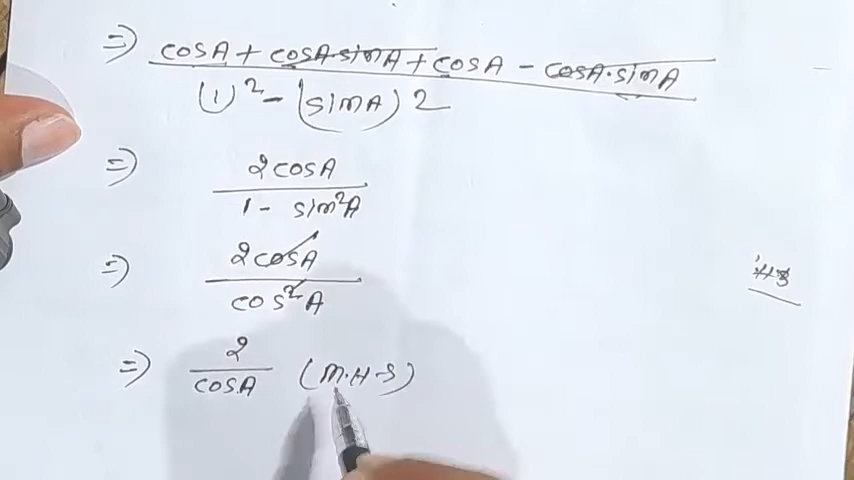 ⇒ cosA + cosA·sinA + cosA - cosA·sinA / (1)² - (sinA)2
⇒ 2cosA / 1 - sin²A
⇒ 2cosA / cos²A
⇒ 2 / cosA (M.H.S)